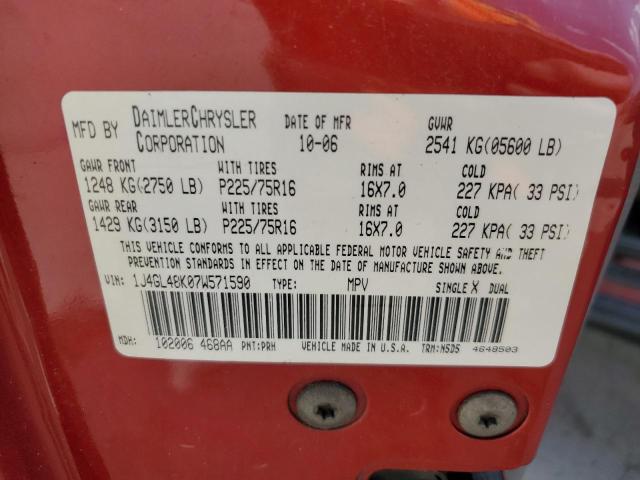 MFD BY DAIMLERCHRYSLER CORPORATION DATE OF MFR 10-06 GVWR 2541 KG(05600 LB)
GAWR FRONT WITH TIRES RIMS AT COLD
1248 KG(2750 LB) P225/75R16 16X7.0 227 KPA( 33 PSI)
GAWR REAR WITH TIRES RIMS AT COLD
1429 KG(3150 LB) P225/75R16 16X7.0 227 KPA( 33 PSI)
THIS VEHICLE CONFORMS TO ALL APPLICABLE FEDERAL MOTOR VEHICLE SAFETY AND THEFT
PREVENTION STANDARDS IN EFFECT ON THE DATE OF MANUFACTURE SHOWN ABOVE.
VIN: 1J4GL48K07W571590 TYPE: MPV SINGLE X DUAL
MDH: 102006 468AA PNT:PRH VEHICLE MADE IN U.S.A. TRM:N5D5 4648503